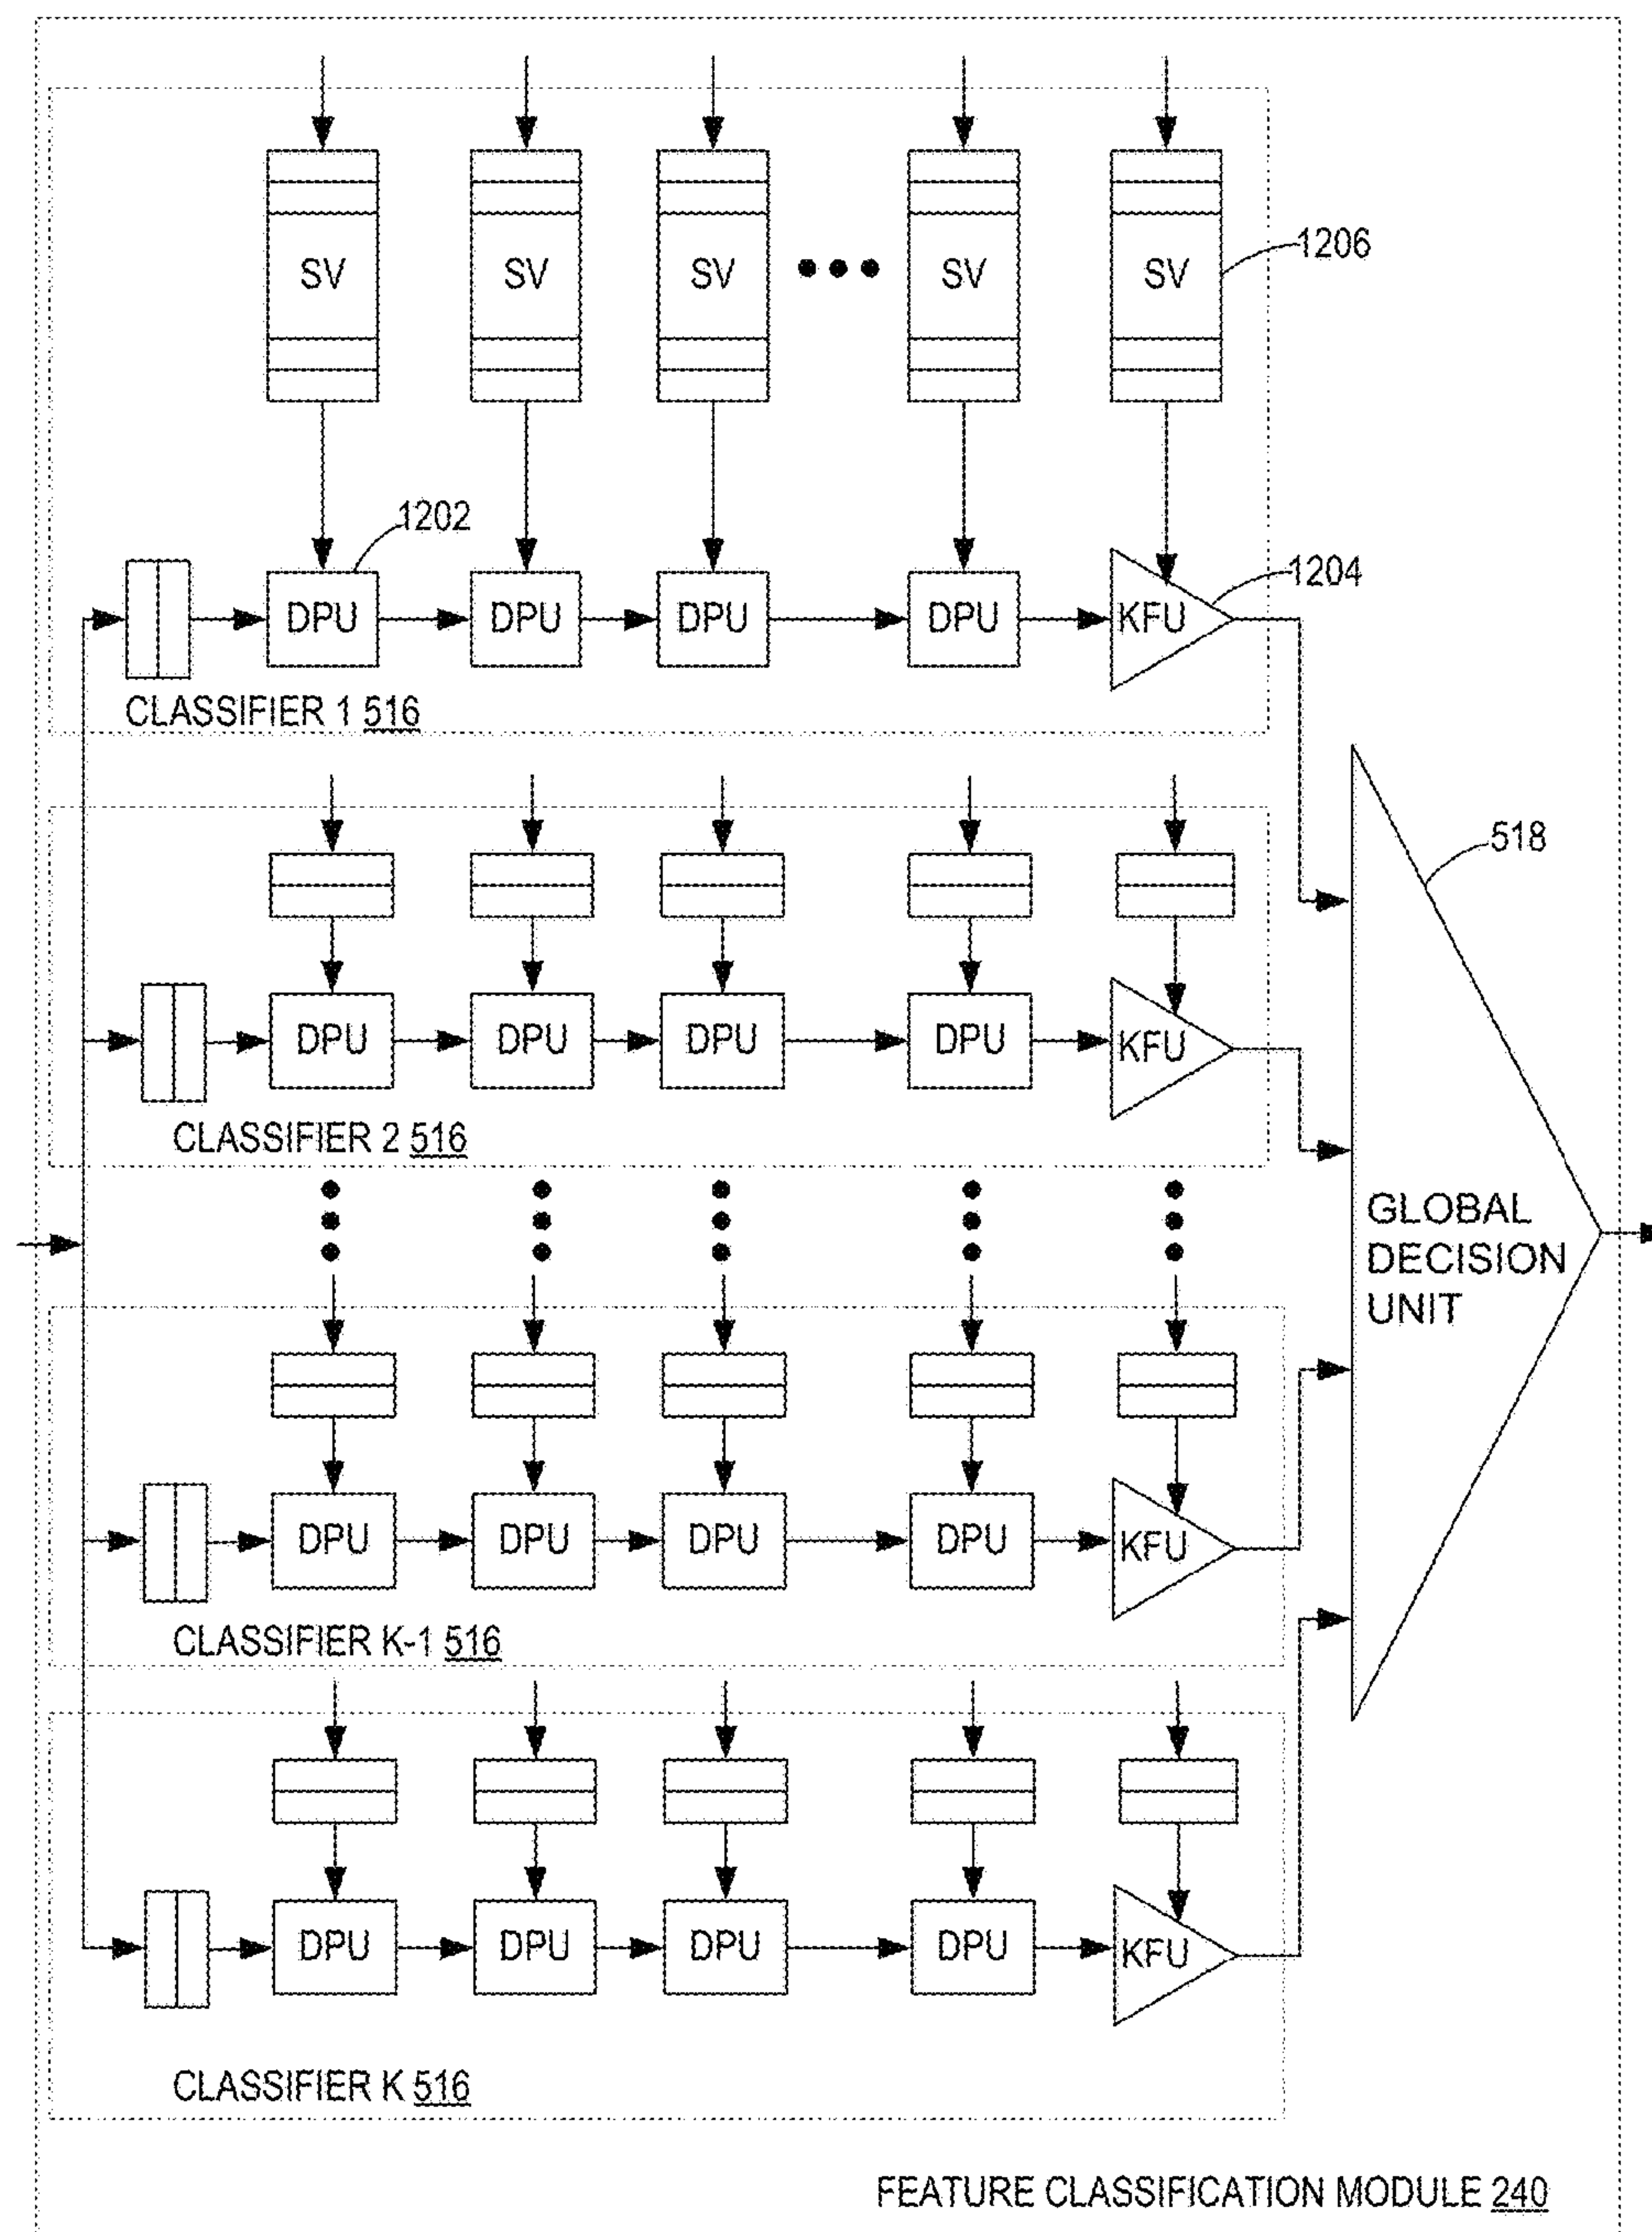 SV SV SV SV SV
1206
1202
1204
DPU DPU DPU DPU KFU
CLASSIFIER 1 516
518
DPU DPU DPU DPU KFU
CLASSIFIER 2 516
GLOBAL
DECISION
UNIT
DPU DPU DPU DPU KFU
CLASSIFIER K-1 516
DPU DPU DPU DPU KFU
CLASSIFIER K 516
FEATURE CLASSIFICATION MODULE 240